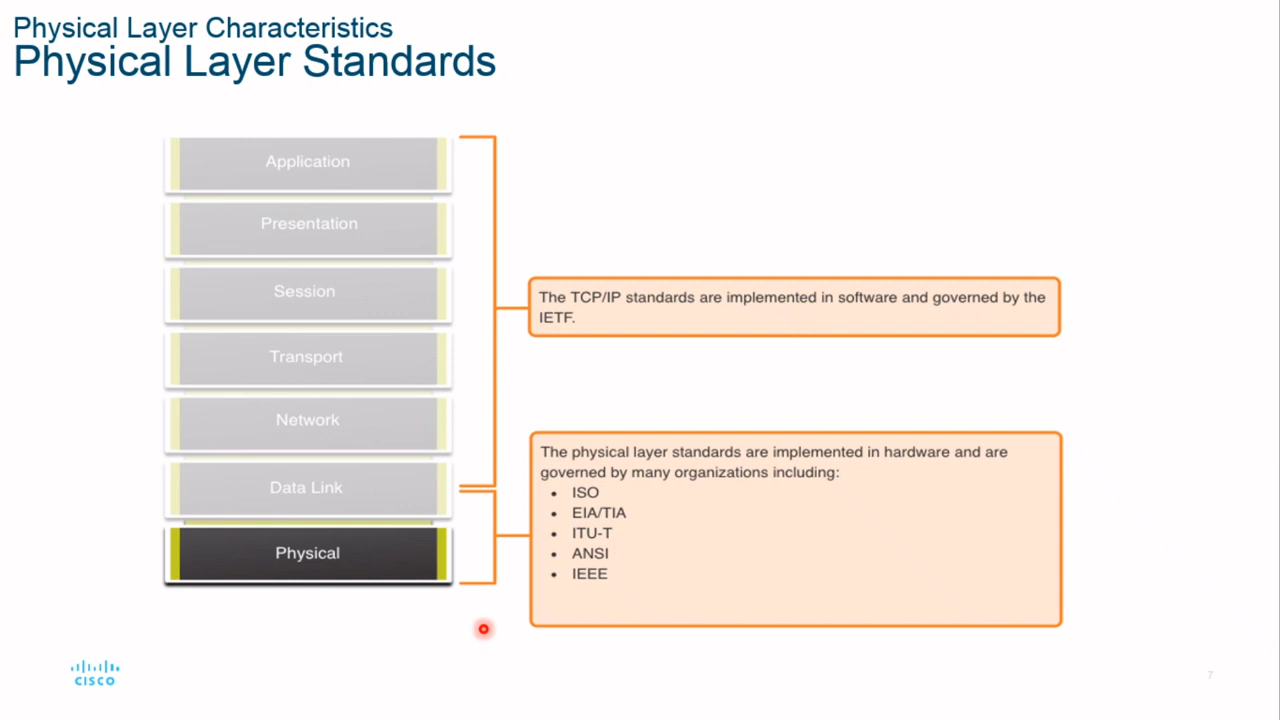 Physical Layer Characteristics
Physical Layer Standards
Application
Presentation
Session
Transport
Network
Data Link
Physical
The TCP/IP standards are implemented in software and governed by the
IETF.
The physical layer standards are implemented in hardware and are
governed by many organizations including:
• ISO
• EIA/TIA
• ITU-T
• ANSI
• IEEE
CISCO
7